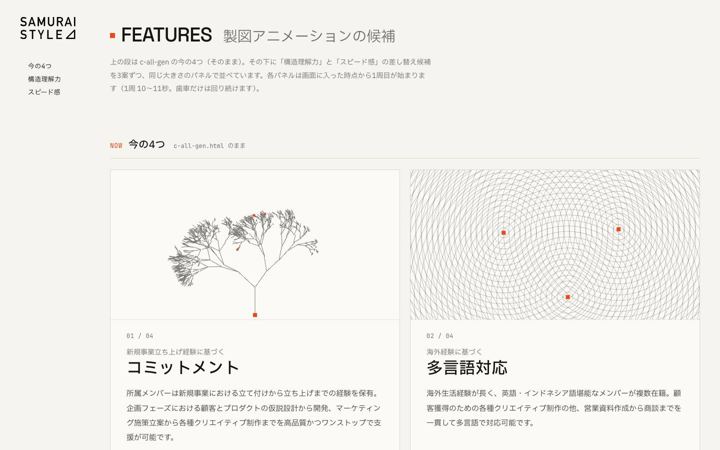 SAMURAI
STYLE
今の4つ
構造理解力
スピード感
FEATURES 製図アニメーションの候補
上の段は c-all-gen の今の4つ（そのまま）。その下に「構造理解力」と「スピード感」の差し替え候補
を3案ずつ、同じ大きさのパネルで並べています。各パネルは画面に入った時点から1周目が始まりま
す（1周 10〜11秒。歯車だけは回り続けます）。
NOW 今の4つ c-all-gen.html のまま
01 / 04
新規事業立ち上げ経験に基づく
コミットメント
所属メンバーは新規事業における立て付けから立ち上げまでの経験を保有。
企画フェーズにおける顧客とプロダクトの仮説設計から開発、マーケティン
グ施策立案から各種クリエイティブ制作までを高品質かつワンストップで支
援が可能です。
02 / 04
海外経験に基づく
多言語対応
海外生活経験が長く、英語・インドネシア語堪能なメンバーが複数在籍。顧
客獲得のための各種クリエイティブ制作の他、営業資料作成から商談までを
一貫して多言語で対応可能です。